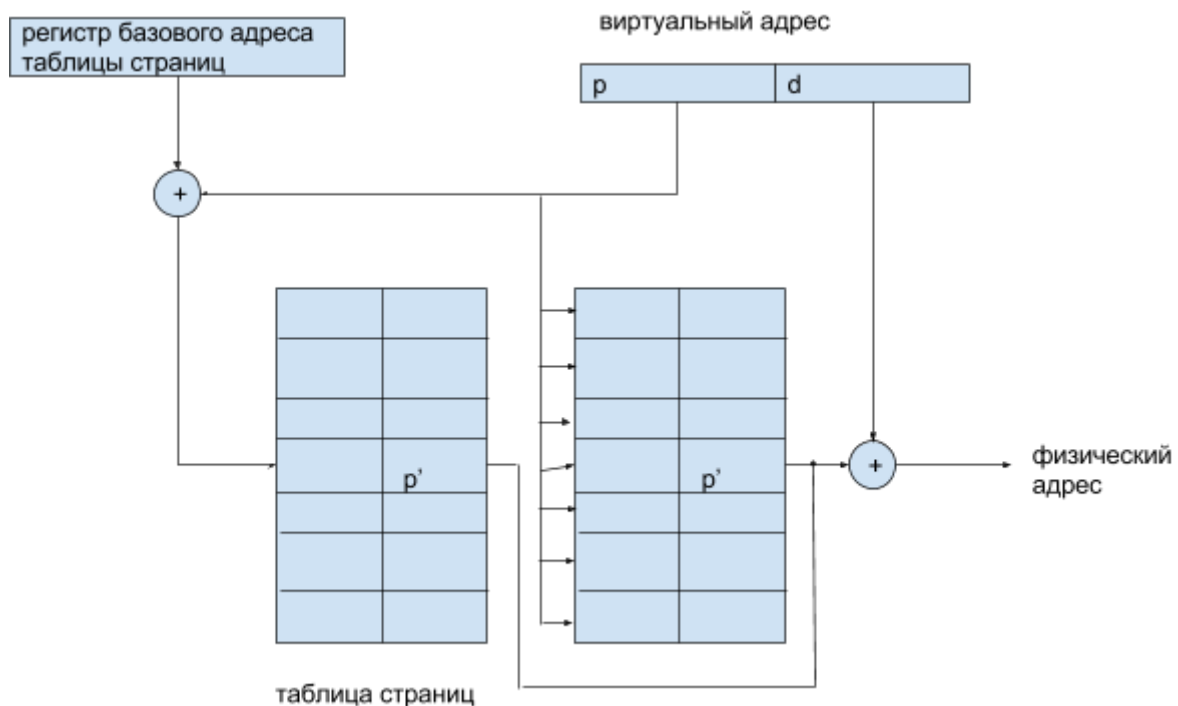 регистр базового адреса
таблицы страниц
виртуальный адрес
p
d
+
p’
p’
+
физический
адрес
таблица страниц